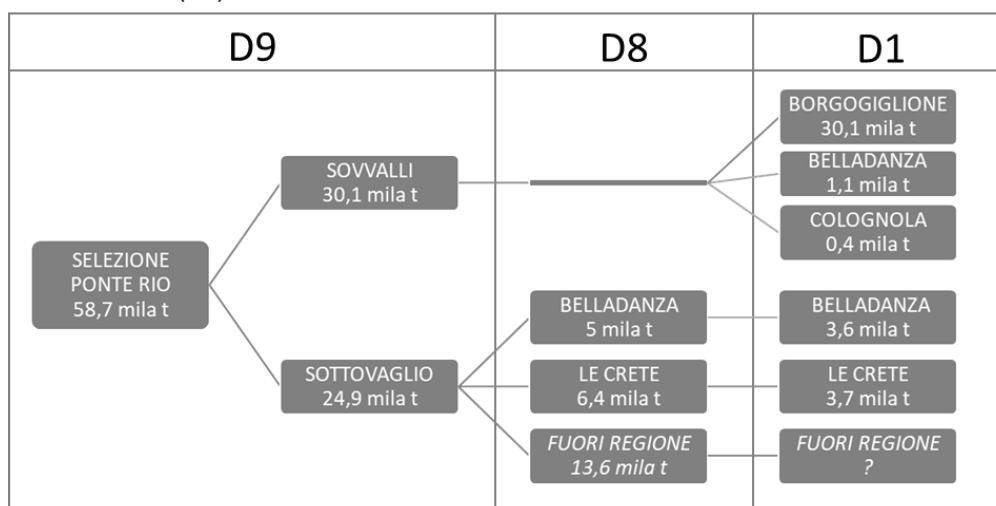 D9
D8
D1
SELEZIONE
PONTE RIO
58,7 mila t
SOVVALLI
30,1 mila t
SOTTOVAGLIO
24,9 mila t
BELLADANZA
5 mila t
LE CRETE
6,4 mila t
FUORI REGIONE
13,6 mila t
BORGOGIGLIONE
30,1 mila t
BELLADANZA
1,1 mila t
COLOGNOLA
0,4 mila t
BELLADANZA
3,6 mila t
LE CRETE
3,7 mila t
FUORI REGIONE
?